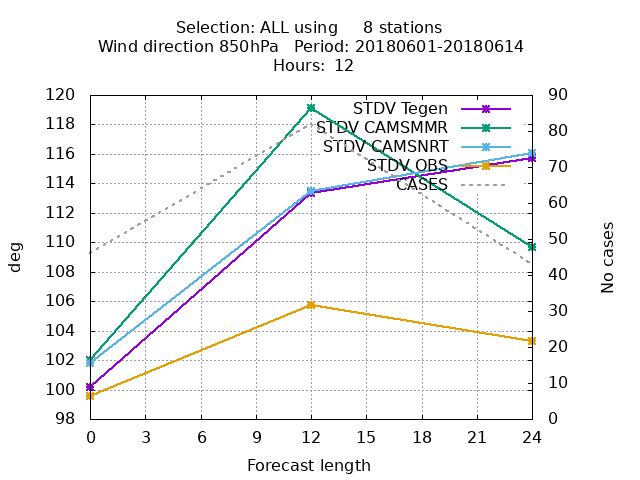 Selection: ALL using     8 stations
Wind direction 850hPa   Period: 20180601-20180614
Hours:  12
120
118
116
114
112
110
108
106
104
102
100
98
deg
90
80
70
60
50
40
30
20
10
0
No cases
STDV Tegen
STDV CAMSMMR
STDV CAMSNRT
STDV OBS
CASES
0 3 6 9 12 15 18 21 24
Forecast length